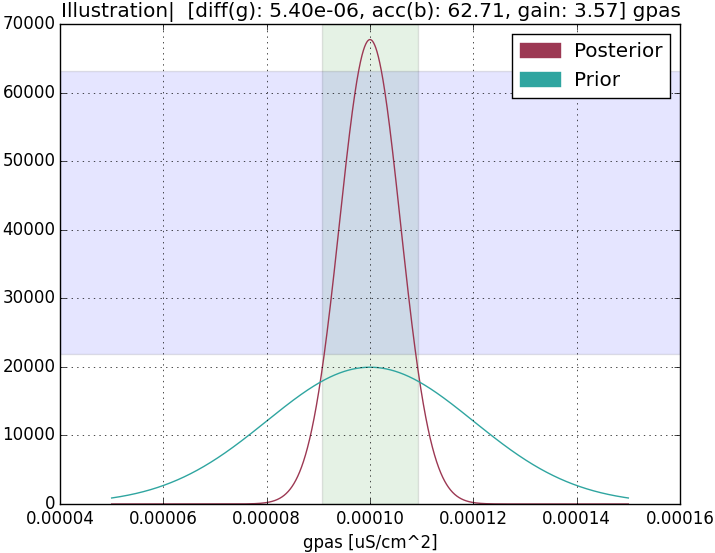 Illustration|  [diff(g): 5.40e-06, acc(b): 62.71, gain: 3.57] gpas
70000
60000
50000
40000
30000
20000
10000
0
Posterior
Prior
0.00004 0.00006 0.00008 0.00010 0.00012 0.00014 0.00016
gpas [uS/cm^2]